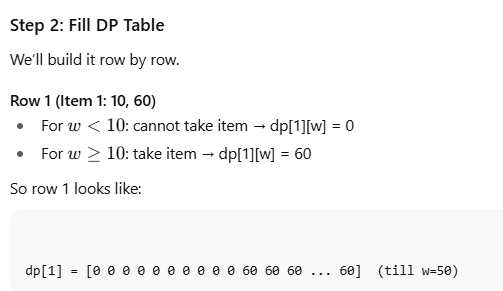 Step 2: Fill DP Table
We'll build it row by row.
Row 1 (Item 1: 10, 60)
• For w < 10: cannot take item → dp[1][w] = 0
• For w ≥ 10: take item → dp[1][w] = 60
So row 1 looks like:
dp[1] = [0 0 0 0 0 0 0 0 0 0 60 60 60 ... 60]  (till w=50)